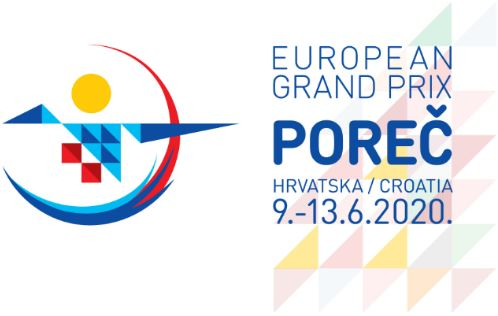 EUROPEAN
GRAND PRIX
POREČ
HRVATSKA / CROATIA
9.-13.6.2020.